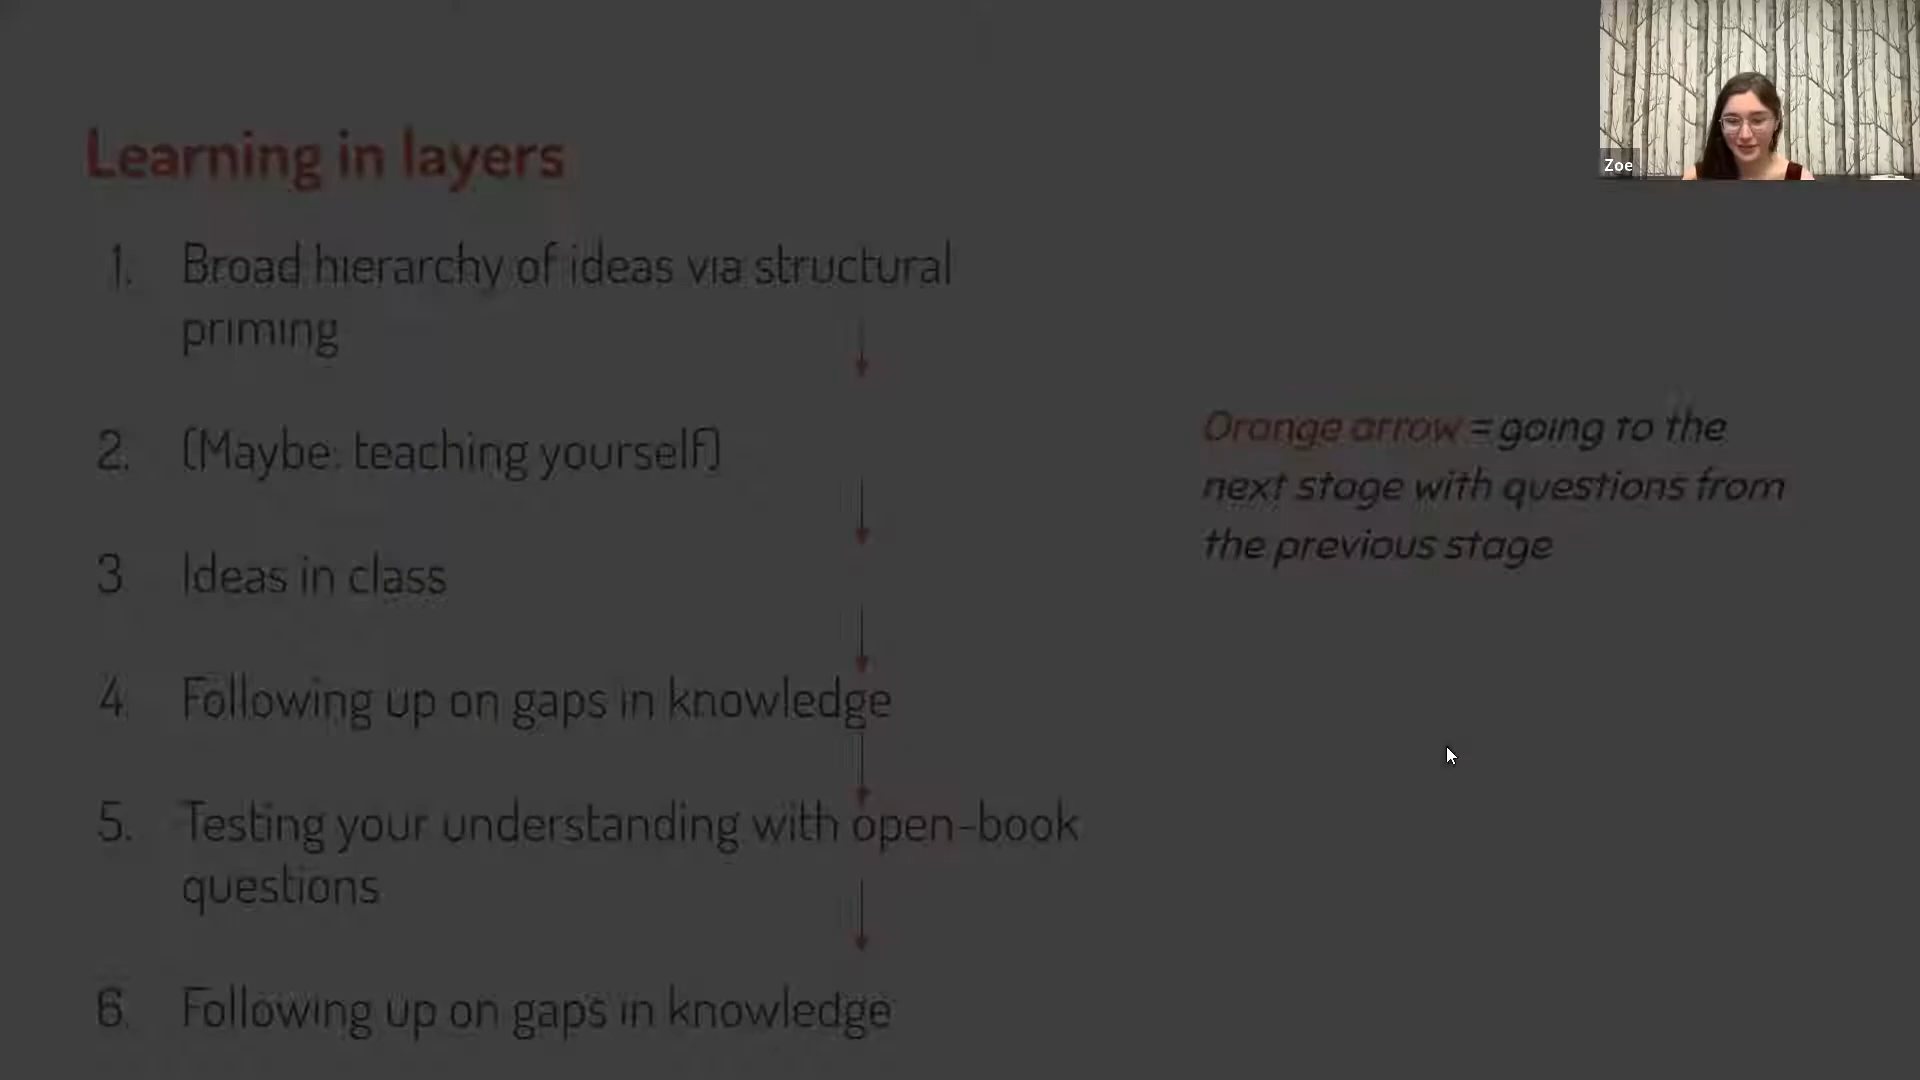 Zoe
Learning in layers
1. Broad hierarchy of ideas via structural
priming
2. (Maybe: teaching yourself)
3 Ideas in class
4. Following up on gaps in knowledge
5. Testing your understanding with open-book
questions
6. Following up on gaps in knowledge
Orange arrow = going to the
next stage with questions from
the previous stage